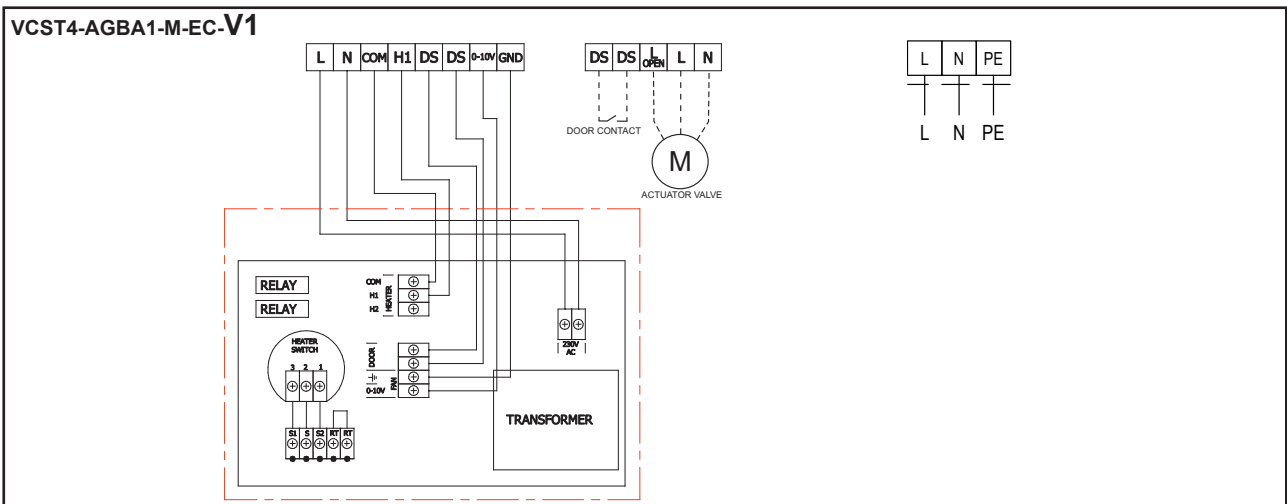 VCST4-AGBA1-M-EC-V1
L N COM H1 DS DS 0-10V GND
DS DS L OPEN L N
DOOR CONTACT
M
ACTUATOR VALVE
L N PE
L N PE
RELAY
RELAY
COM
H1
H2
HEATER
HEATER
SWITCH
3 2 1
DOOR
FAN
0-10V
230V
AC
TRANSFORMER
S1 S S2 RT RT